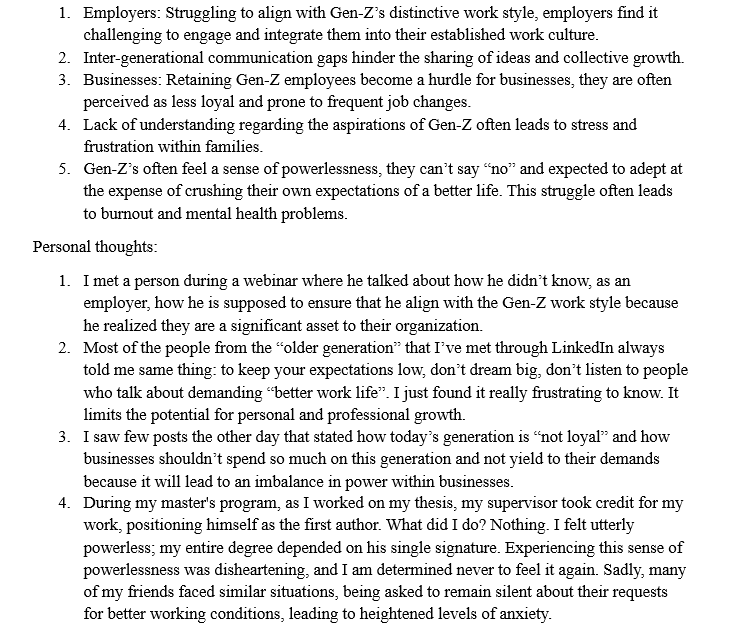 1. Employers: Struggling to align with Gen-Z’s distinctive work style, employers find it
challenging to engage and integrate them into their established work culture.
2. Inter-generational communication gaps hinder the sharing of ideas and collective growth.
3. Businesses: Retaining Gen-Z employees become a hurdle for businesses, they are often
perceived as less loyal and prone to frequent job changes.
4. Lack of understanding regarding the aspirations of Gen-Z often leads to stress and
frustration within families.
5. Gen-Z’s often feel a sense of powerlessness, they can’t say “no” and expected to adept at
the expense of crushing their own expectations of a better life. This struggle often leads
to burnout and mental health problems.
Personal thoughts:
1. I met a person during a webinar where he talked about how he didn’t know, as an
employer, how he is supposed to ensure that he align with the Gen-Z work style because
he realized they are a significant asset to their organization.
2. Most of the people from the “older generation” that I’ve met through LinkedIn always
told me same thing: to keep your expectations low, don’t dream big, don’t listen to people
who talk about demanding “better work life”. I just found it really frustrating to know. It
limits the potential for personal and professional growth.
3. I saw few posts the other day that stated how today’s generation is “not loyal” and how
businesses shouldn’t spend so much on this generation and not yield to their demands
because it will lead to an imbalance in power within businesses.
4. During my master's program, as I worked on my thesis, my supervisor took credit for my
work, positioning himself as the first author. What did I do? Nothing. I felt utterly
powerless; my entire degree depended on his single signature. Experiencing this sense of
powerlessness was disheartening, and I am determined never to feel it again. Sadly, many
of my friends faced similar situations, being asked to remain silent about their requests
for better working conditions, leading to heightened levels of anxiety.